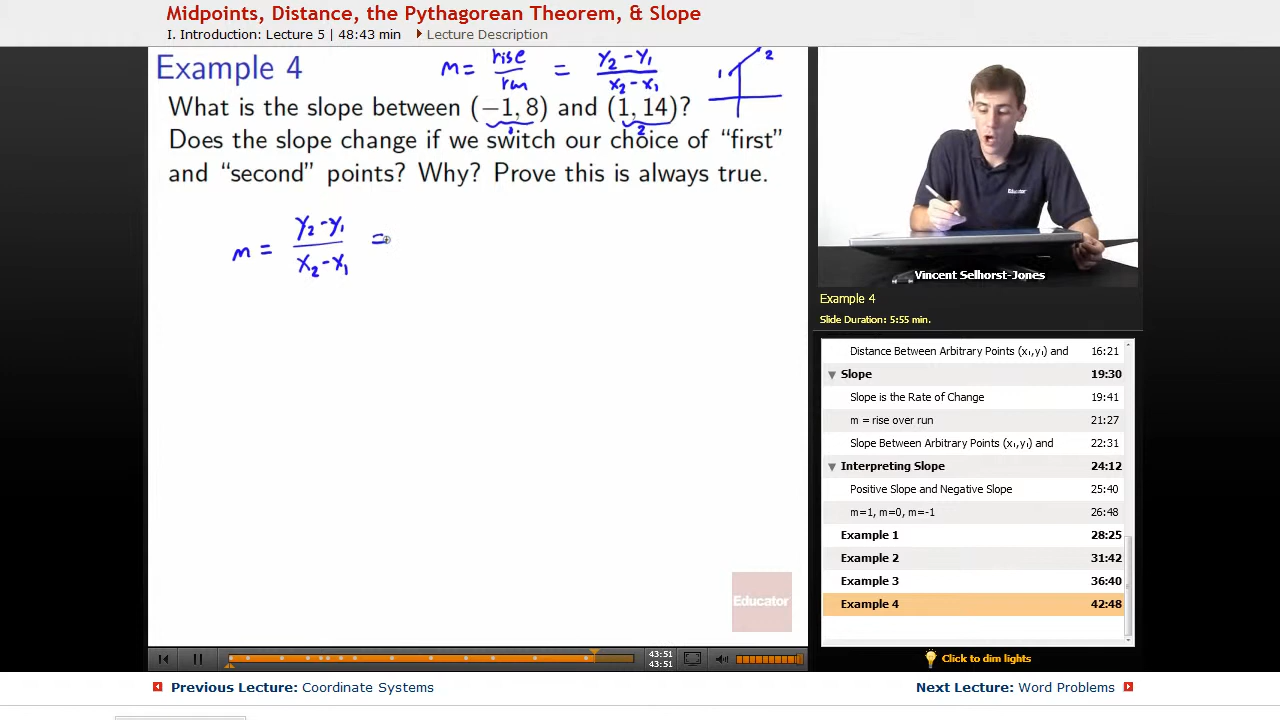 Midpoints, Distance, the Pythagorean Theorem, & Slope
I. Introduction: Lecture 5 | 48:43 min
Lecture Description
Example 4
m = rise/run = y₂-y₁/x₂-x₁
1 2
What is the slope between (−1, 8) and (1, 14)?
1 2
Does the slope change if we switch our choice of “first”
and “second” points? Why? Prove this is always true.
m = y₂-y₁/x₂-x₁ =
Educator
Educator
Vincent Selhorst-Jones
Example 4
Slide Duration: 5:55 min.
Distance Between Arbitrary Points (x₁,y₁) and 16:21
Slope 19:30
Slope is the Rate of Change 19:41
m = rise over run 21:27
Slope Between Arbitrary Points (x₁,y₁) and 22:31
Interpreting Slope 24:12
Positive Slope and Negative Slope 25:40
m=1, m=0, m=-1 26:48
Example 1 28:25
Example 2 31:42
Example 3 36:40
Example 4 42:48
43:51
43:51
Click to dim lights
Previous Lecture: Coordinate Systems
Next Lecture: Word Problems